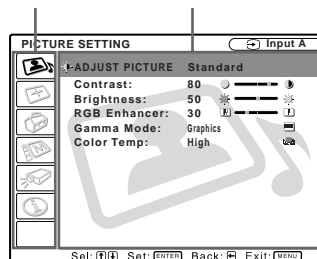 PICTURE SETTING Input A
ADJUST PICTURE Standard
Contrast: 80
Brightness: 50
RGB Enhancer: 30
Gamma Mode: Graphics
Color Temp: High
Sel: Set: ENTER Back: Exit: MENU